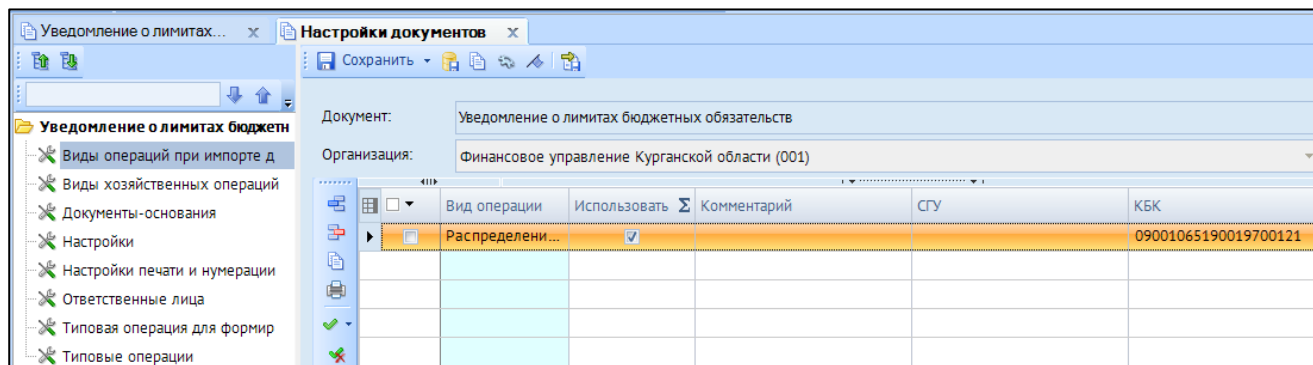 Уведомление о лимитах... x Настройки документов x
Сохранить
Документ: Уведомление о лимитах бюджетных обязательств
Организация: Финансовое управление Курганской области (001)
Уведомление о лимитах бюджетн
Виды операций при импорте д
Виды хозяйственных операций
Документы-основания
Настройки
Настройки печати и нумерации
Ответственные лица
Типовая операция для формир
Типовые операции
Вид операции Использовать Σ Комментарий СГУ КБК
Распределени... 09001065190019700121